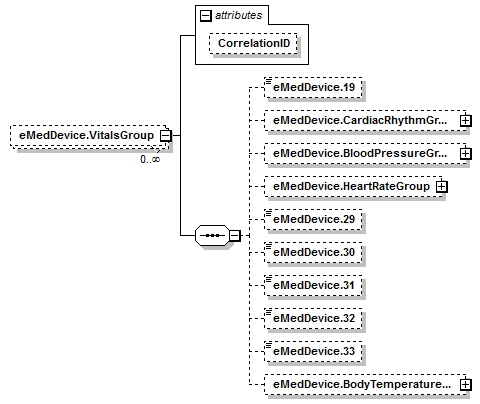 attributes
CorrelationID
eMedDevice.19
eMedDevice.CardiacRhythmGr...
eMedDevice.VitalsGroup
0..∞
eMedDevice.BloodPressureGr...
eMedDevice.HeartRateGroup
eMedDevice.29
eMedDevice.30
eMedDevice.31
eMedDevice.32
eMedDevice.33
eMedDevice.BodyTemperature...